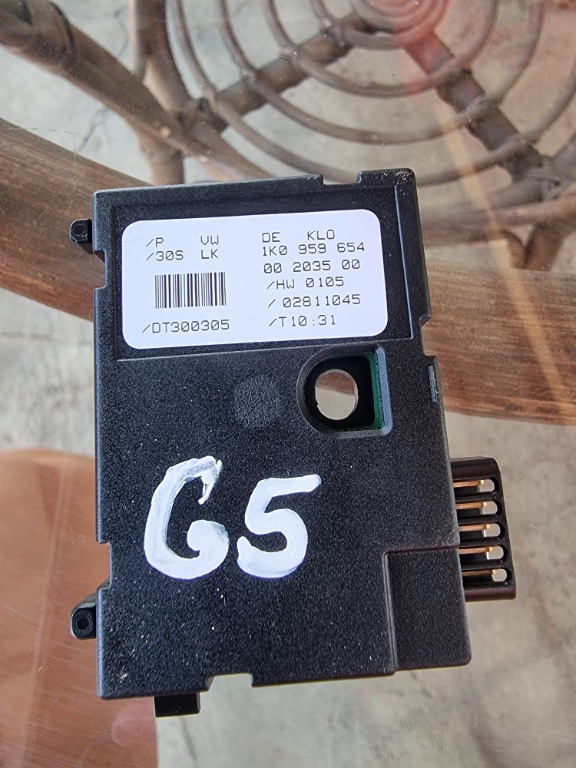 /P VW DE KLO
/30S LK 1K0 959 654
00 2035 00
/HW 0105
/02811045
/DT300305 /T10:31
G5